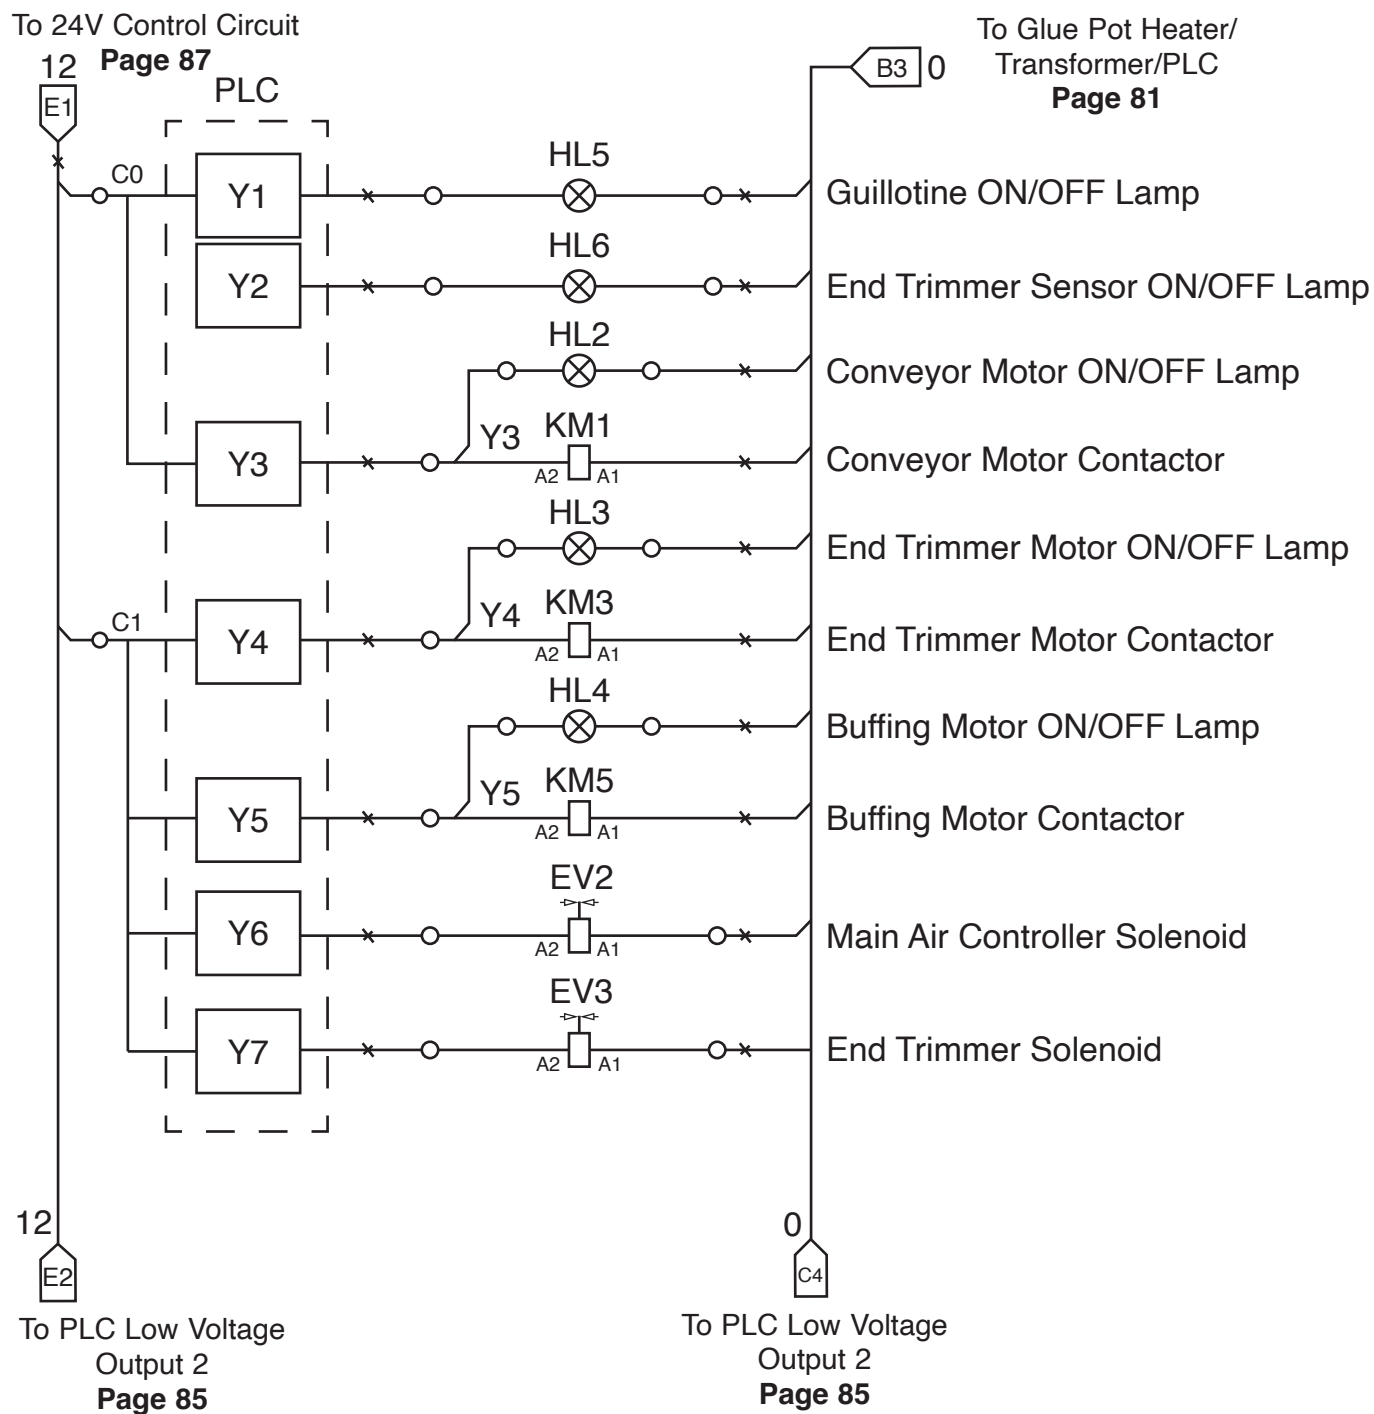 To 24V Control Circuit
Page 87
12
E1
PLC
To Glue Pot Heater/
Transformer/PLC
Page 81
B3 0
C0
Y1
HL5
Guillotine ON/OFF Lamp
Y2
HL6
End Trimmer Sensor ON/OFF Lamp
HL2
Conveyor Motor ON/OFF Lamp
Y3
Y3
KM1
A2 A1
Conveyor Motor Contactor
HL3
End Trimmer Motor ON/OFF Lamp
C1
Y4
Y4
KM3
A2 A1
End Trimmer Motor Contactor
HL4
Buffing Motor ON/OFF Lamp
Y5
Y5
KM5
A2 A1
Buffing Motor Contactor
Y6
EV2
A2 A1
Main Air Controller Solenoid
Y7
EV3
A2 A1
End Trimmer Solenoid
12
E2
To PLC Low Voltage
Output 2
Page 85
0
C4
To PLC Low Voltage
Output 2
Page 85